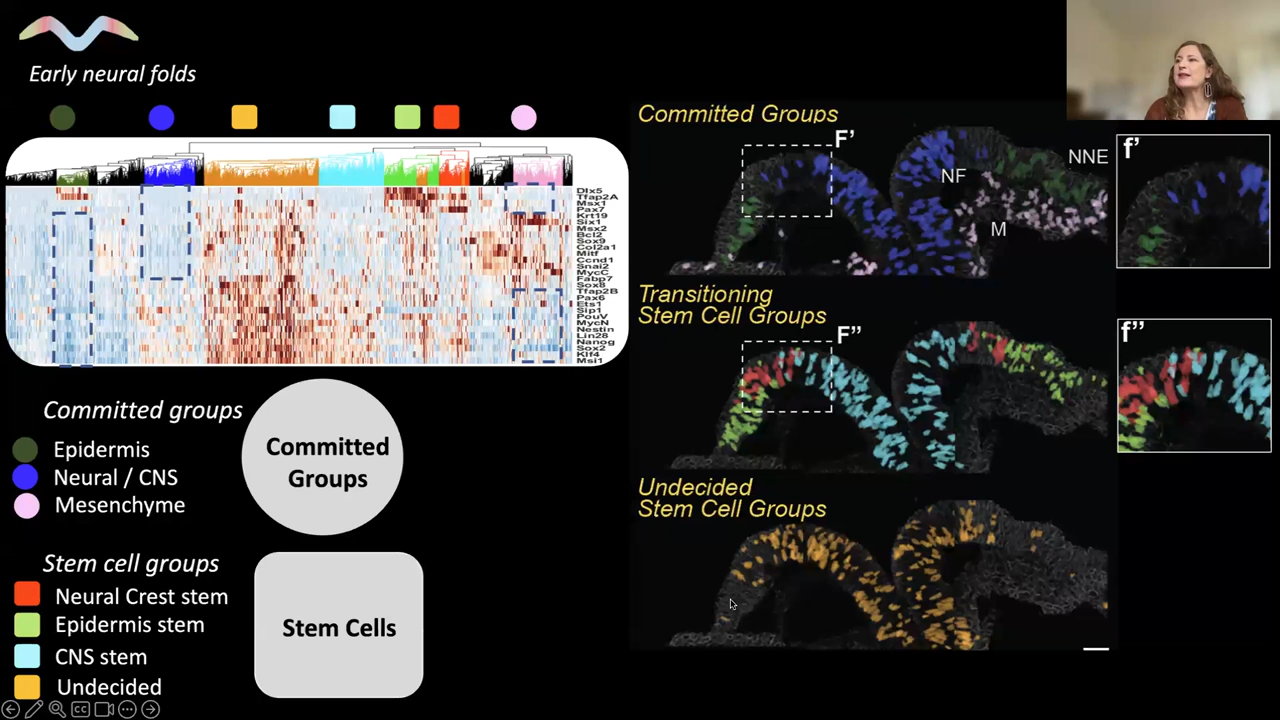 Early neural folds
Dlx5
Tfap2A
Msx1
Pax7
Krt19
Six1
Msx2
Bcl2
Sox9
Col2a1
Mitf
Ccnd1
Snai2
MycC
Fabp7
Sox8
Tfap2B
Pax6
Ets1
Sip1
PouV
MycN
Nestin
Lin28
Nanog
Sox2
Klf4
Msi1
Committed groups
Epidermis
Neural / CNS
Mesenchyme
Committed
Groups
Stem cell groups
Neural Crest stem
Epidermis stem
CNS stem
Undecided
Stem Cells
Committed Groups
F'
NF
NNE
M
f'
Transitioning
Stem Cell Groups
F''
f''
Undecided
Stem Cell Groups
CC